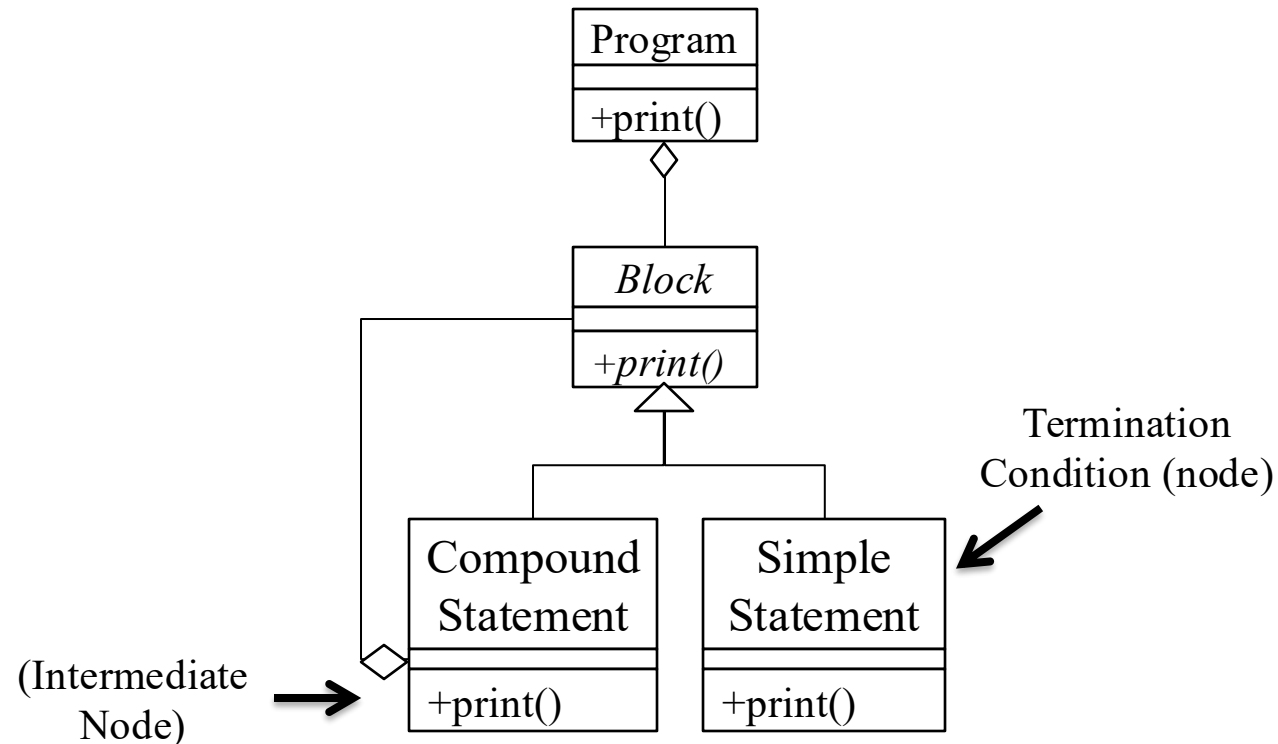 Program
+print()
Block
+print()
Termination
Condition (node)
Compound
Statement
+print()
Simple
Statement
+print()
(Intermediate
Node)